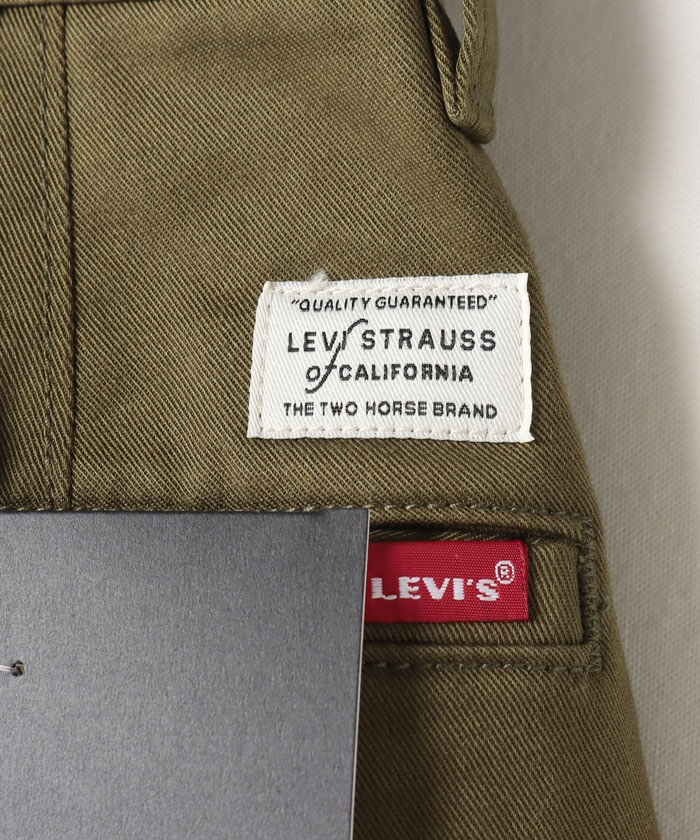 "QUALITY GUARANTEED"
LEVI STRAUSS
of CALIFORNIA
THE TWO HORSE BRAND
LEVI'S®